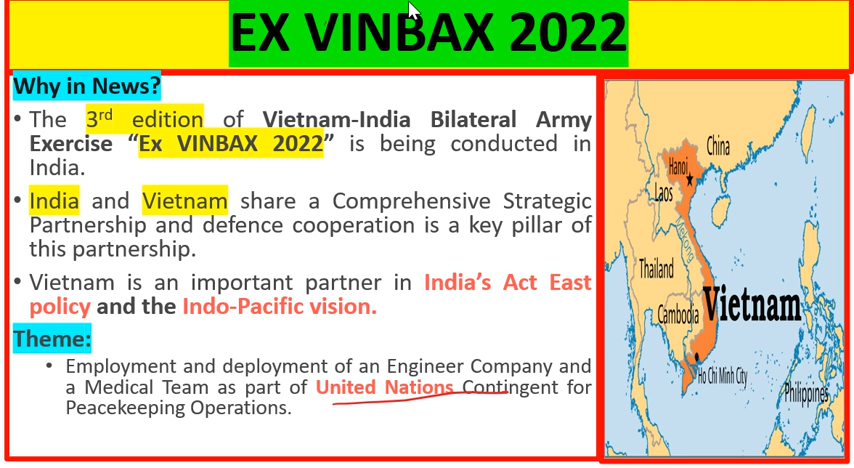 EX VINBAX 2022
Why in News?
• The 3rd edition of Vietnam-India Bilateral Army
Exercise “Ex VINBAX 2022” is being conducted in
India.
• India and Vietnam share a Comprehensive Strategic
Partnership and defence cooperation is a key pillar of
this partnership.
• Vietnam is an important partner in India’s Act East
policy and the Indo-Pacific vision.
Theme:
• Employment and deployment of an Engineer Company and
a Medical Team as part of United Nations Contingent for
Peacekeeping Operations.
China
Hanoi
Laos
Mekong
Thailand
Vietnam
Cambodia
Ho Chi Minh City
Philippines